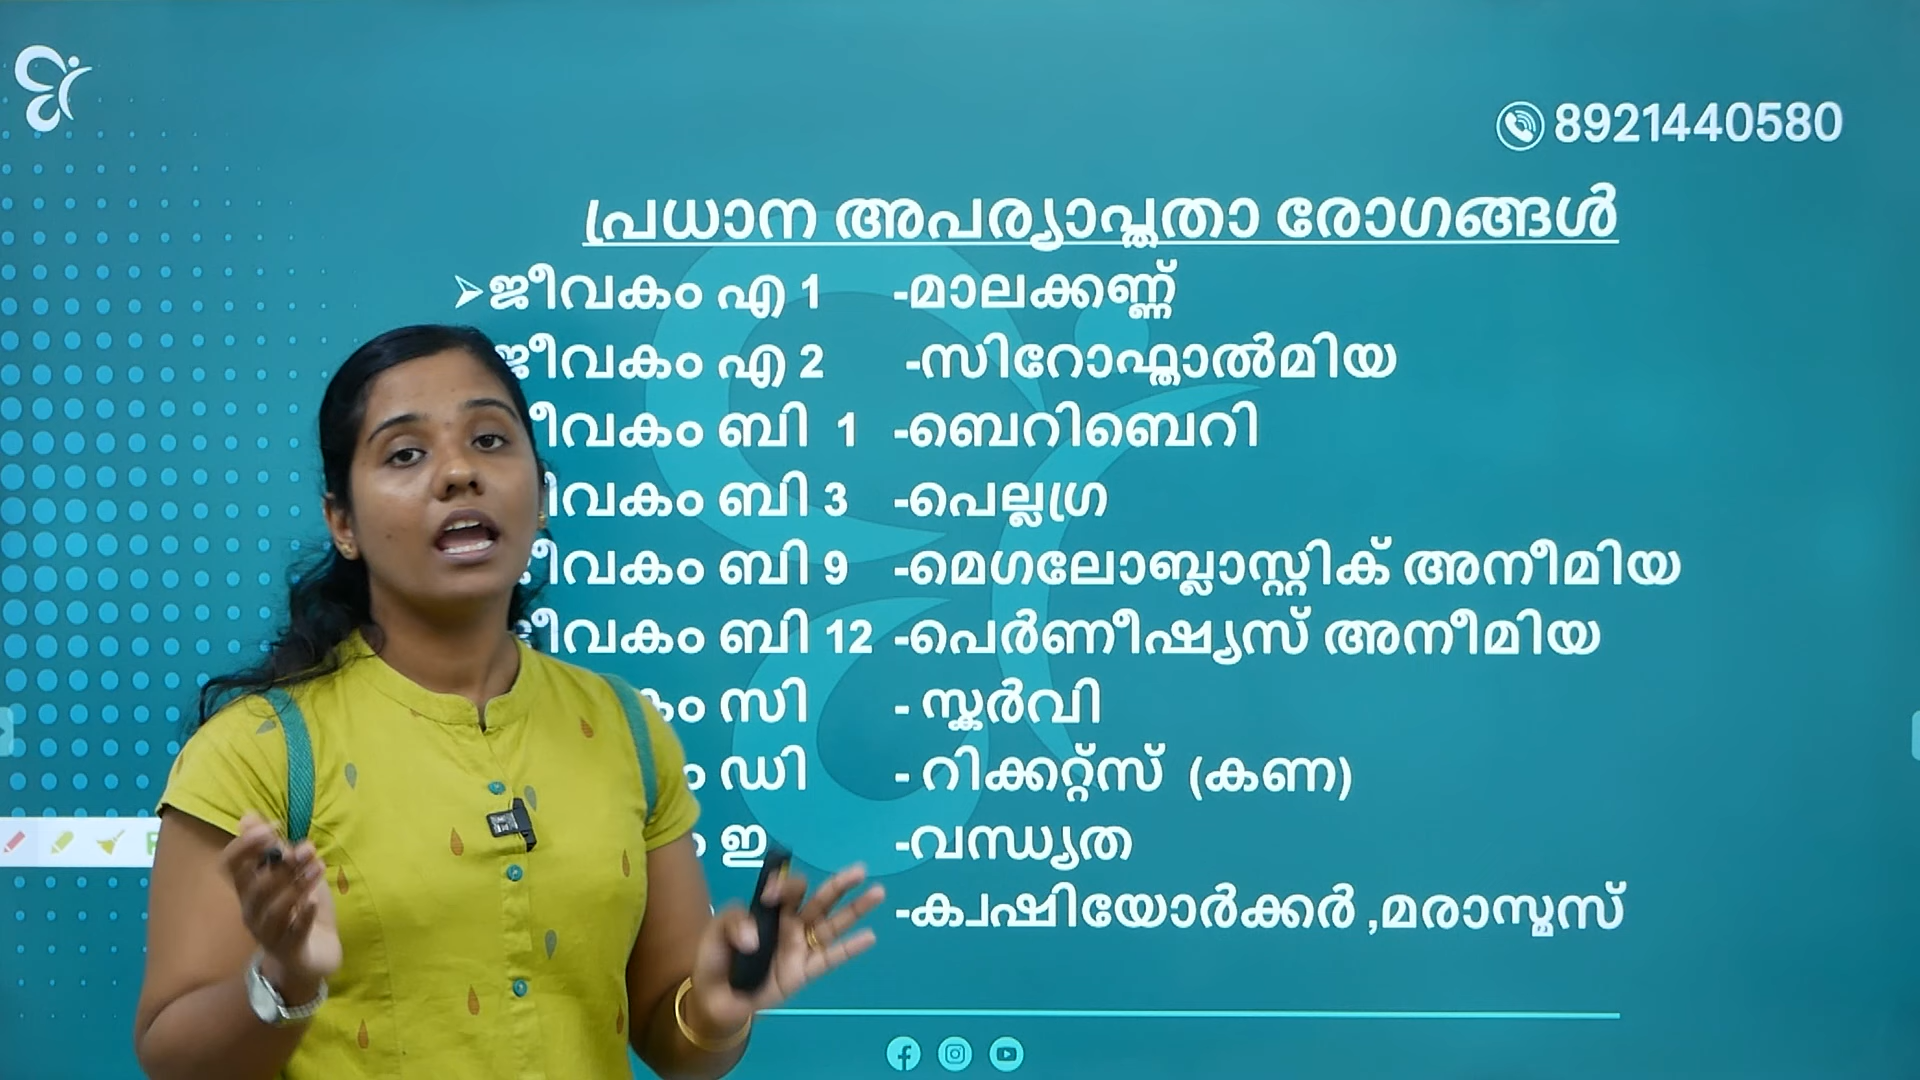 8921440580
പ്രധാന അപര്യാപ്തതാ രോഗങ്ങൾ
ജീവകം എ 1 -മാലക്കണ്ണ്
ജീവകം എ 2 -സിറോഫ്താൽമിയ
ജീവകം ബി 1 -ബെറിബെറി
ജീവകം ബി 3 -പെല്ലഗ്ര
ജീവകം ബി 9 -മെഗലോബ്ലാസ്റ്റിക് അനീമിയ
ജീവകം ബി 12 -പെർണീഷ്യസ് അനീമിയ
സി - സ്കർവി
ഡി - റിക്കറ്റ്സ് (കണ)
ഇ -വന്ധ്യത
-ക്വഷിയോർക്കർ ,മരാസ്മസ്